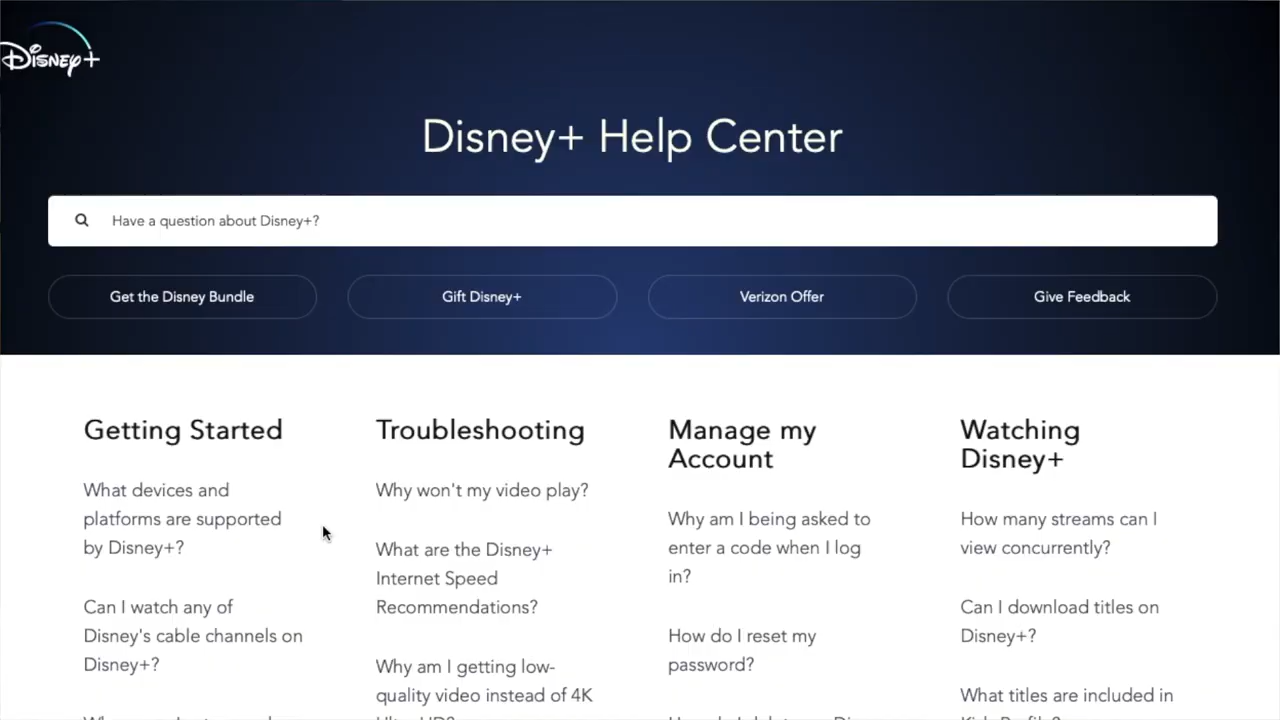 Disney+
Disney+ Help Center
Have a question about Disney+?
Get the Disney Bundle
Gift Disney+
Verizon Offer
Give Feedback
Getting Started
What devices and
platforms are supported
by Disney+?
Can I watch any of
Disney's cable channels on
Disney+?
Troubleshooting
Why won't my video play?
What are the Disney+
Internet Speed
Recommendations?
Why am I getting low-
quality video instead of 4K
Manage my
Account
Why am I being asked to
enter a code when I log
in?
How do I reset my
password?
Watching
Disney+
How many streams can I
view concurrently?
Can I download titles on
Disney+?
What titles are included in